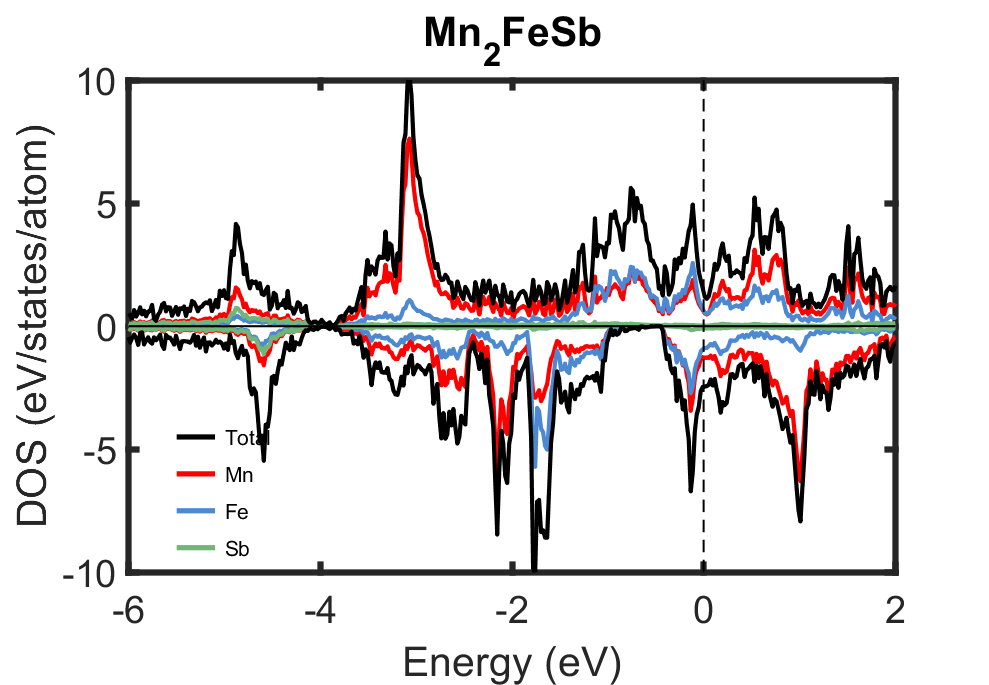 Mn2FeSb
10
5
0
-5
-10
DOS (eV/states/atom)
Total
Mn
Fe
Sb
-6 -4 -2 0 2
Energy (eV)